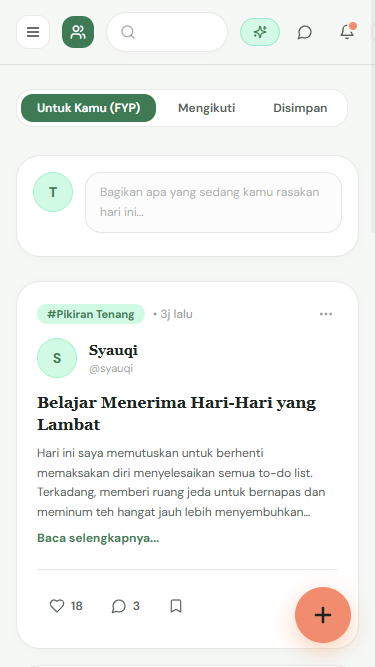 Untuk Kamu (FYP) Mengikuti Disimpan
T
Bagikan apa yang sedang kamu rasakan
hari ini...
#Pikiran Tenang • 3j lalu
S
Syauqi
@syauqi
Belajar Menerima Hari-Hari yang
Lambat
Hari ini saya memutuskan untuk berhenti
memaksakan diri menyelesaikan semua to-do list.
Terkadang, memberi ruang jeda untuk bernapas dan
meminum teh hangat jauh lebih menyembuhkan...
Baca selengkapnya...
18 3